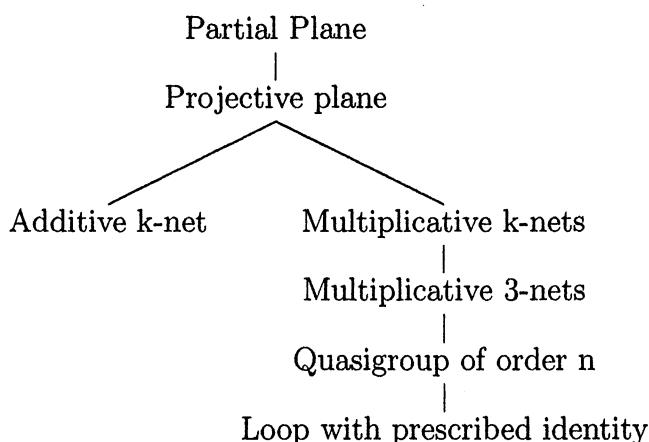 Partial Plane
Projective plane
Additive k-net
Multiplicative k-nets
Multiplicative 3-nets
Quasigroup of order n
Loop with prescribed identity